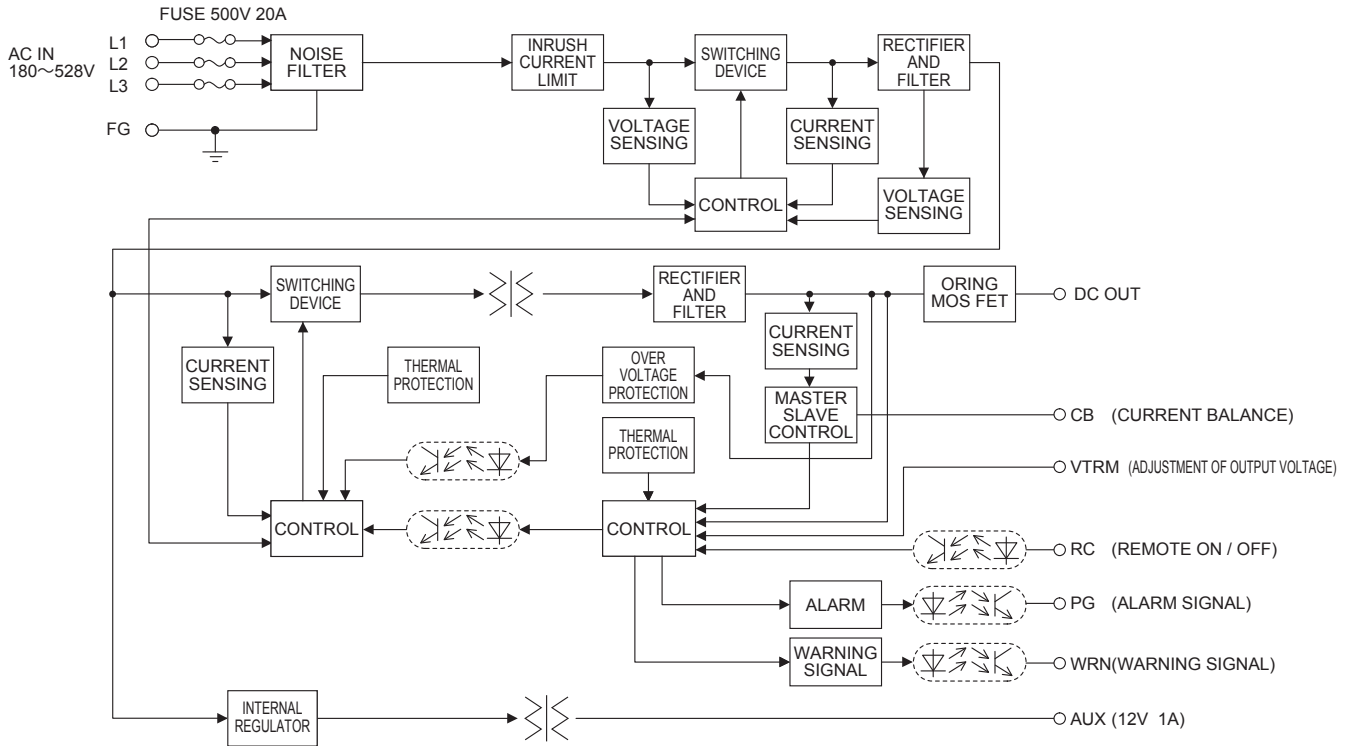 FUSE 500V 20A
AC IN
180～528V
L1
L2
L3
FG
NOISE
FILTER
INRUSH
CURRENT
LIMIT
SWITCHING
DEVICE
RECTIFIER
AND
FILTER
VOLTAGE
SENSING
CURRENT
SENSING
CONTROL
VOLTAGE
SENSING
SWITCHING
DEVICE
RECTIFIER
AND
FILTER
ORING
MOS FET
DC OUT
CURRENT
SENSING
CURRENT
SENSING
THERMAL
PROTECTION
OVER
VOLTAGE
PROTECTION
MASTER
SLAVE
CONTROL
CB (CURRENT BALANCE)
THERMAL
PROTECTION
VTRM (ADJUSTMENT OF OUTPUT VOLTAGE)
CONTROL
CONTROL
RC (REMOTE ON / OFF)
ALARM
PG (ALARM SIGNAL)
WARNING
SIGNAL
WRN(WARNING SIGNAL)
INTERNAL
REGULATOR
AUX (12V 1A)